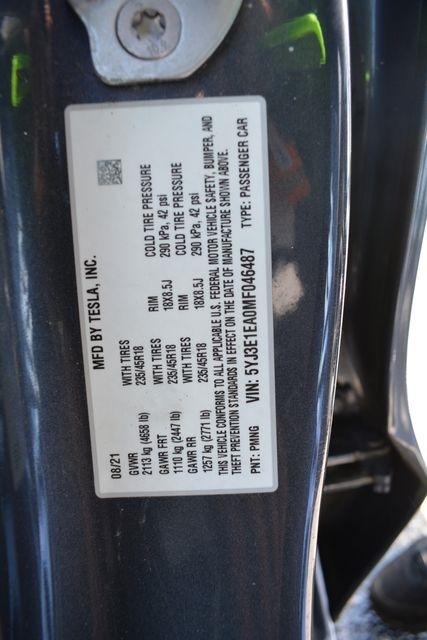 MFD BY TESLA, INC.
08/21
GVWR
2113 kg (4658 lb)
GAWR FRT WITH TIRES RIM COLD TIRE PRESSURE
1110 kg (2447 lb) 235/45R18 18X8.5J 290 kPa, 42 psi
GAWR RR WITH TIRES RIM COLD TIRE PRESSURE
1257 kg (2771 lb) 235/45R18 18X8.5J 290 kPa, 42 psi
THIS VEHICLE CONFORMS TO ALL APPLICABLE U.S. FEDERAL MOTOR VEHICLE SAFETY, BUMPER, AND
THEFT PREVENTION STANDARDS IN EFFECT ON THE DATE OF MANUFACTURE SHOWN ABOVE.
VIN: 5YJ3E1EA0MF046487 TYPE: PASSENGER CAR
PNT: PMNG